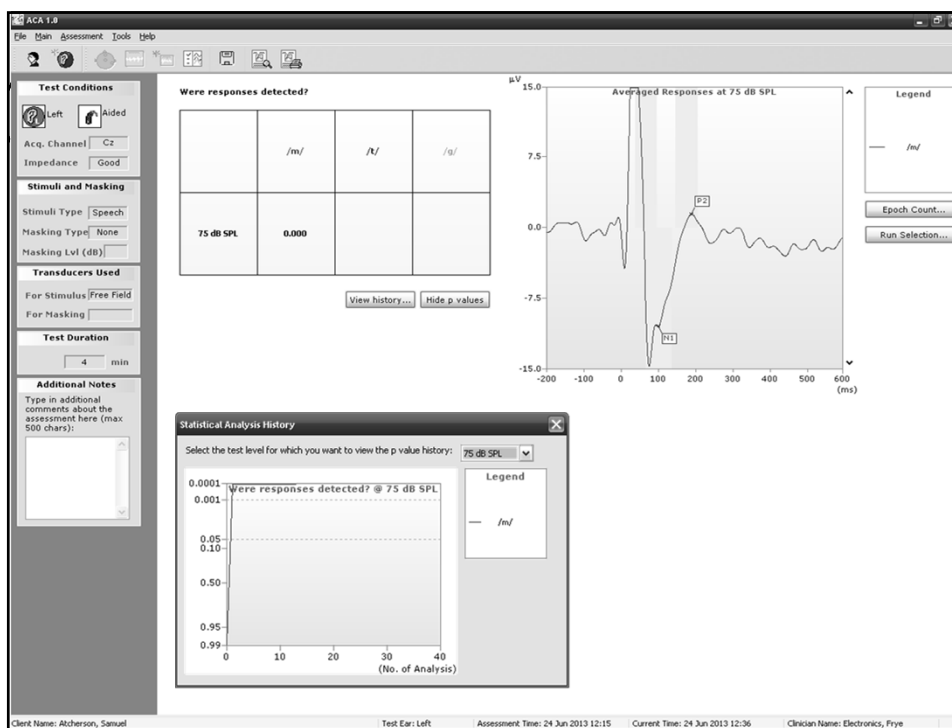 ACA 1.0
File Main Assessment Tools Help
Test Conditions
Left Aided
Acq. Channel Cz
Impedance Good
Stimuli and Masking
Stimuli Type Speech
Masking Type None
Masking Lvl (dB)
Transducers Used
For Stimulus Free Field
For Masking
Test Duration
4 min
Additional Notes
Type in additional
comments about the
assessment here (max
500 chars):
Were responses detected?
/m/ /t/ /g/
75 dB SPL 0.000
View history... Hide p values
µV
Averaged Responses at 75 dB SPL
15.0
7.5
0.0
-7.5
-15.0
P2
N1
-200 -100 0 100 200 300 400 500 600
(ms)
Legend
/m/
Epoch Count...
Run Selection...
Statistical Analysis History
Select the test level for which you want to view the p value history: 75 dB SPL
Were responses detected? @ 75 dB SPL
0.0001
0.001
0.05
0.10
0.50
0.95
0.99
0 10 20 30 40
(No. of Analysis)
Legend
/m/
Client Name: Atcherson, Samuel Test Ear: Left Assessment Time: 24 Jun 2013 12:15 Current Time: 24 Jun 2013 12:36 Clinician Name: Electronics, Frye